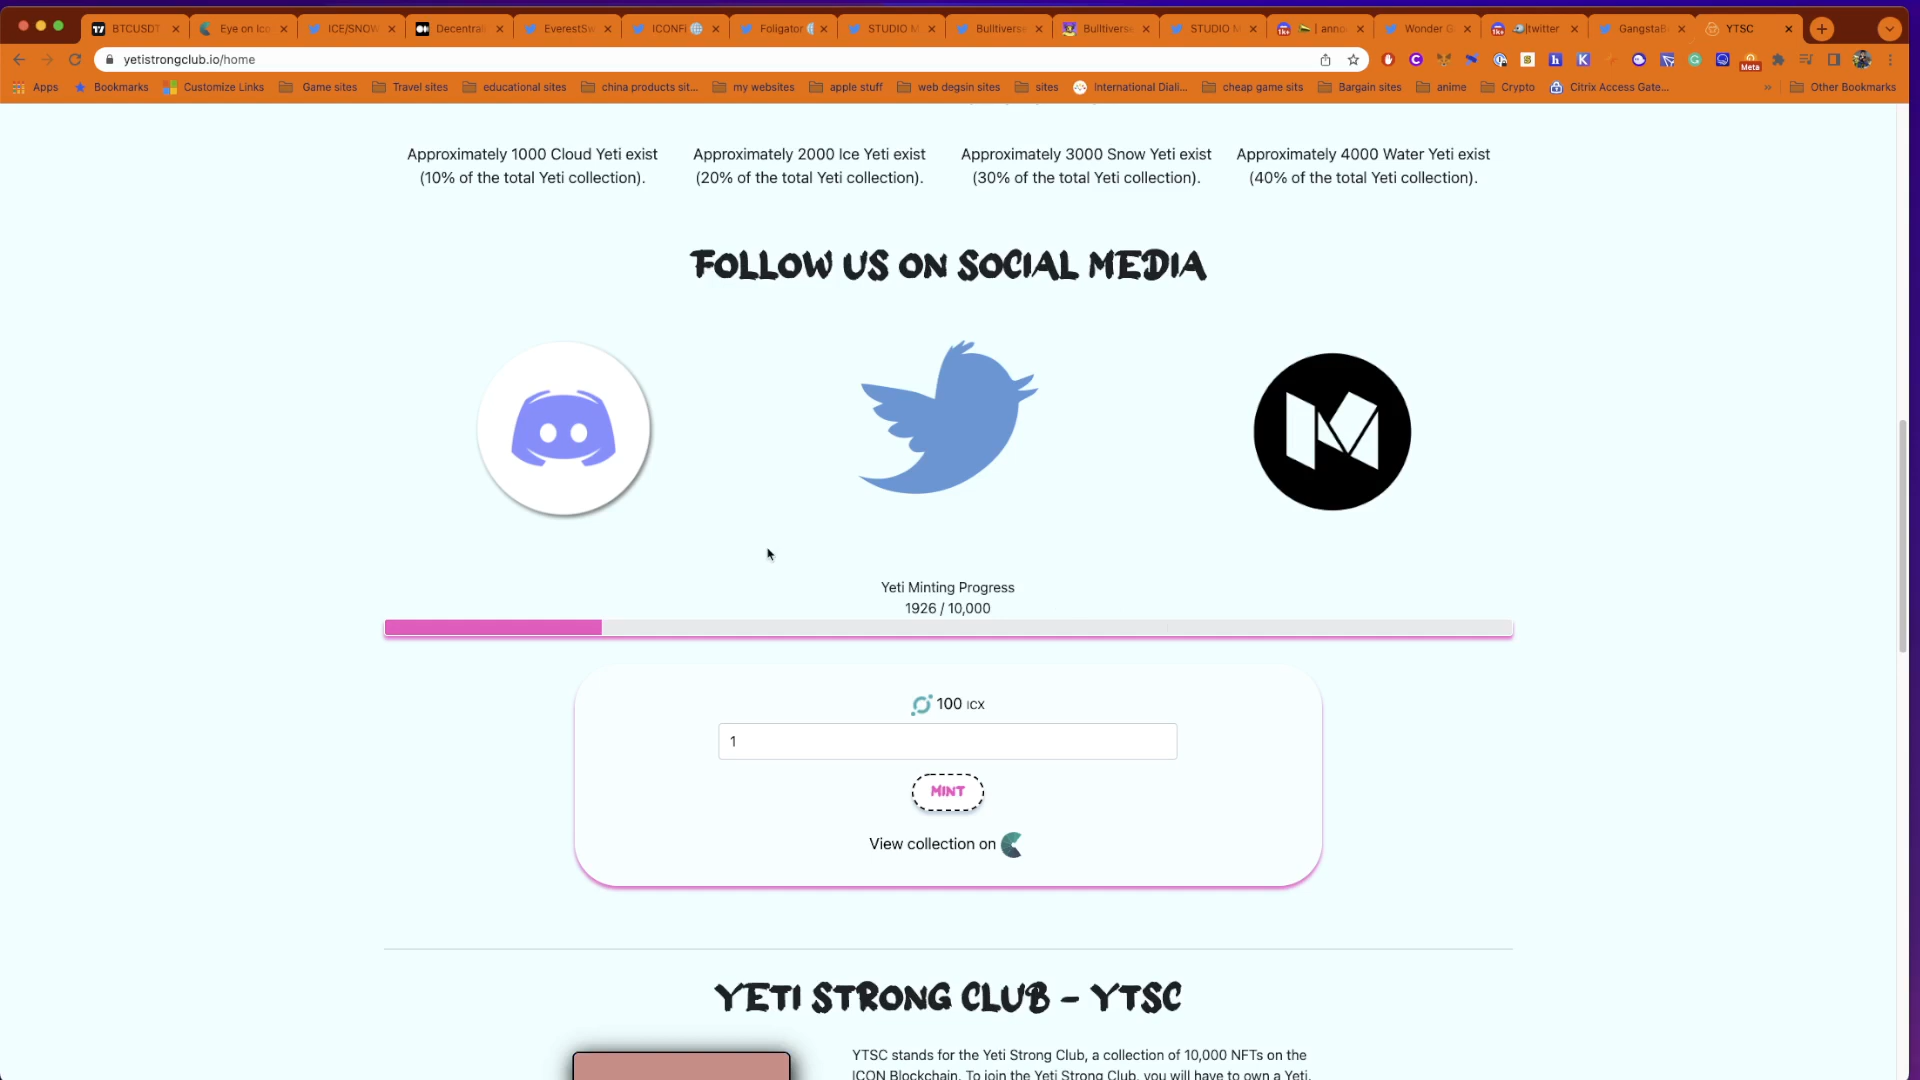 BTCUSDT
Eye on Ico
ICE/SNOW
Decentral
EverestSw
ICONFi
Foligator
STUDIO M
Bulltiverse
Builtiverse
STUDIO M
| anno
Wonder G
|twitter
GangstaB
YTSC
yetistrongclub.io/home
Meta
Apps
Bookmarks
Customize Links
Game sites
Travel sites
educational sites
china products sit...
my websites
apple stuff
web degsin sites
sites
International Diali...
cheap game sits
Bargain sites
anime
Crypto
Citrix Access Gate...
»
Other Bookmarks
Approximately 1000 Cloud Yeti exist
(10% of the total Yeti collection).
Approximately 2000 Ice Yeti exist
(20% of the total Yeti collection).
Approximately 3000 Snow Yeti exist
(30% of the total Yeti collection).
Approximately 4000 Water Yeti exist
(40% of the total Yeti collection).
FOLLOW US ON SOCIAL MEDIA
Yeti Minting Progress
1926 / 10,000
100 ICX
1
MINT
View collection on
YETI STRONG CLUB - YTSC
YTSC stands for the Yeti Strong Club, a collection of 10,000 NFTs on the
ICON Blockchain. To join the Yeti Strong Club, you will have to own a Yeti.